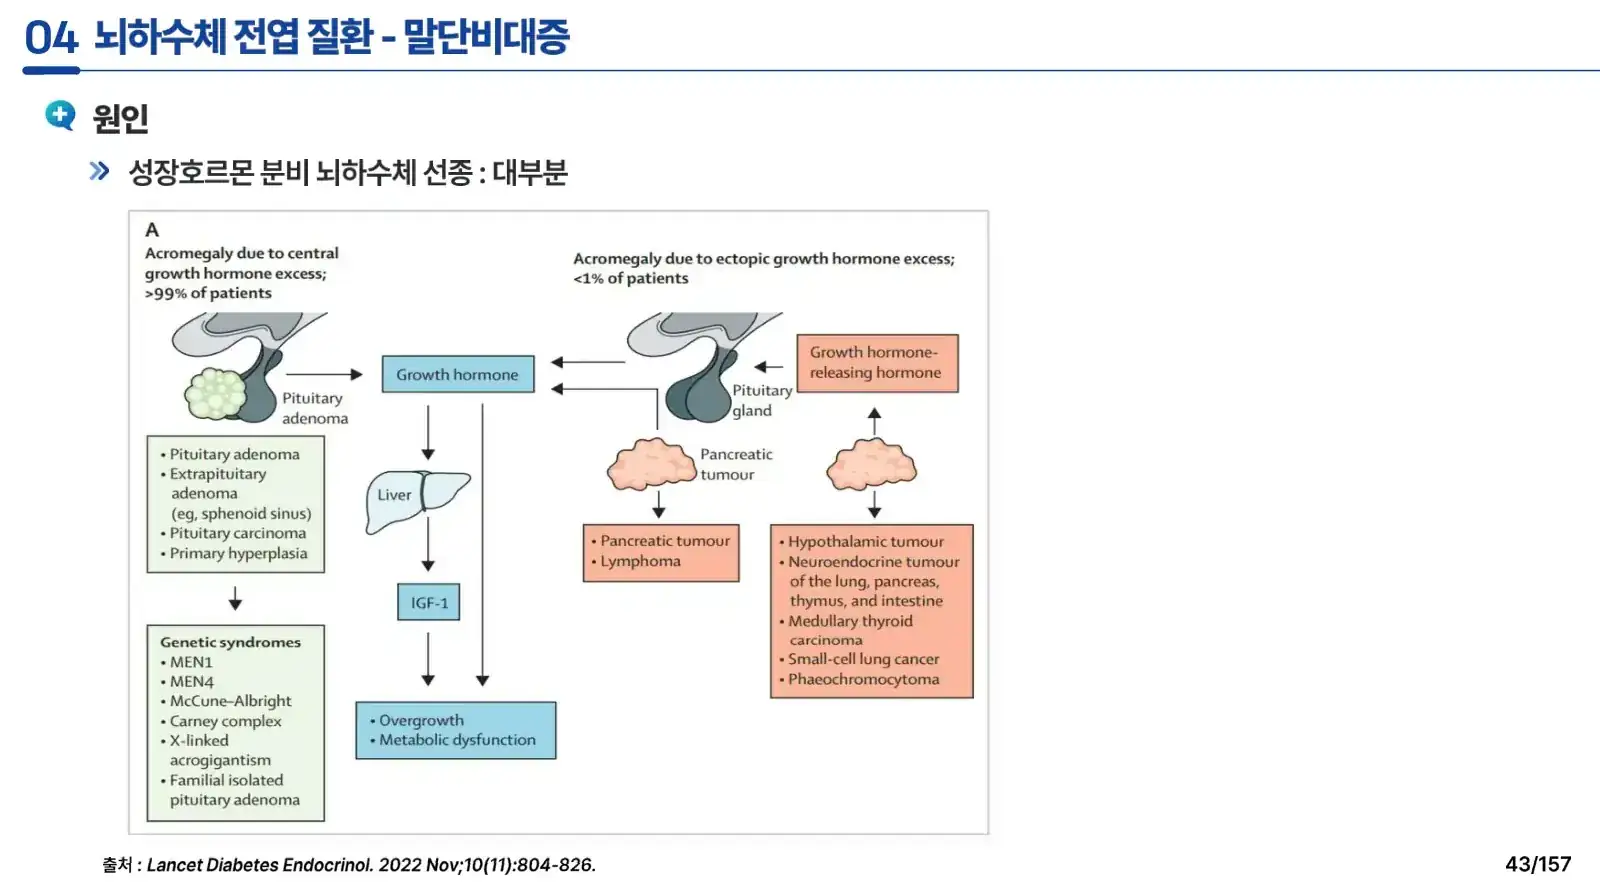 04 뇌하수체 전엽 질환 - 말단비대증
원인
성장호르몬 분비 뇌하수체 선종 : 대부분
A
Acromegaly due to central
growth hormone excess;
>99% of patients
Pituitary
adenoma
• Pituitary adenoma
• Extrapituitary
adenoma
(eg, sphenoid sinus)
• Pituitary carcinoma
• Primary hyperplasia
Genetic syndromes
• MEN1
• MEN4
• McCune–Albright
• Carney complex
• X-linked
acrogigantism
• Familial isolated
pituitary adenoma
Growth hormone
Liver
IGF-1
• Overgrowth
• Metabolic dysfunction
Acromegaly due to ectopic growth hormone excess;
<1% of patients
Pituitary
gland
Growth hormone-
releasing hormone
Pancreatic
tumour
• Pancreatic tumour
• Lymphoma
• Hypothalamic tumour
• Neuroendocrine tumour
of the lung, pancreas,
thymus, and intestine
• Medullary thyroid
carcinoma
• Small-cell lung cancer
• Phaeochromocytoma
출처 : Lancet Diabetes Endocrinol. 2022 Nov;10(11):804-826.
43/157